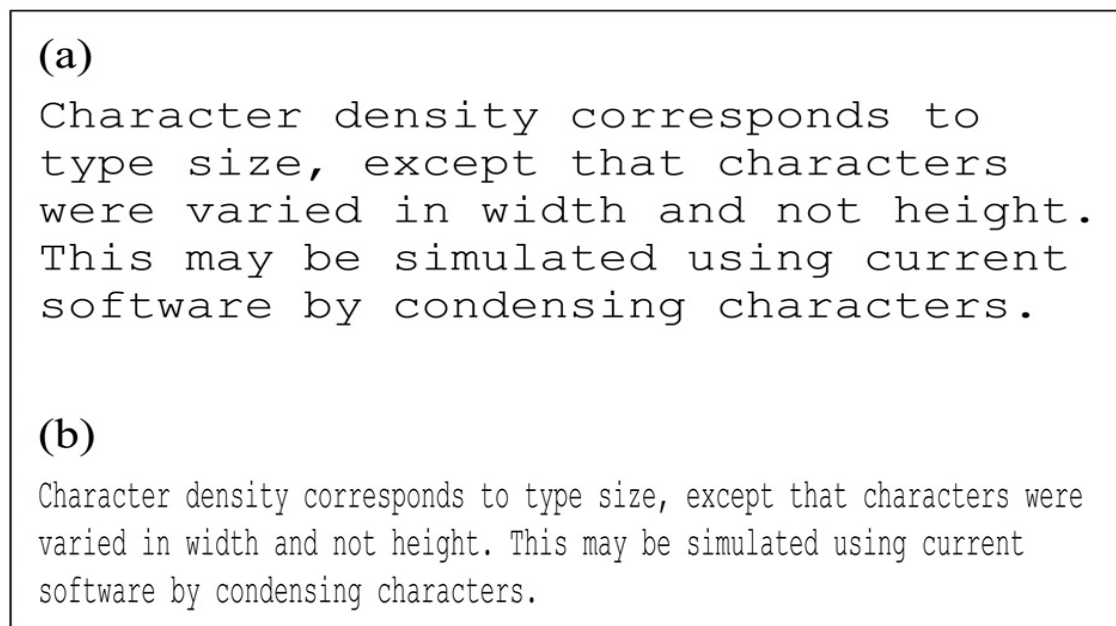 (a)
Character density corresponds to
type size, except that characters
were varied in width and not height.
This may be simulated using current
software by condensing characters.
(b)
Character density corresponds to type size, except that characters were
varied in width and not height. This may be simulated using current
software by condensing characters.